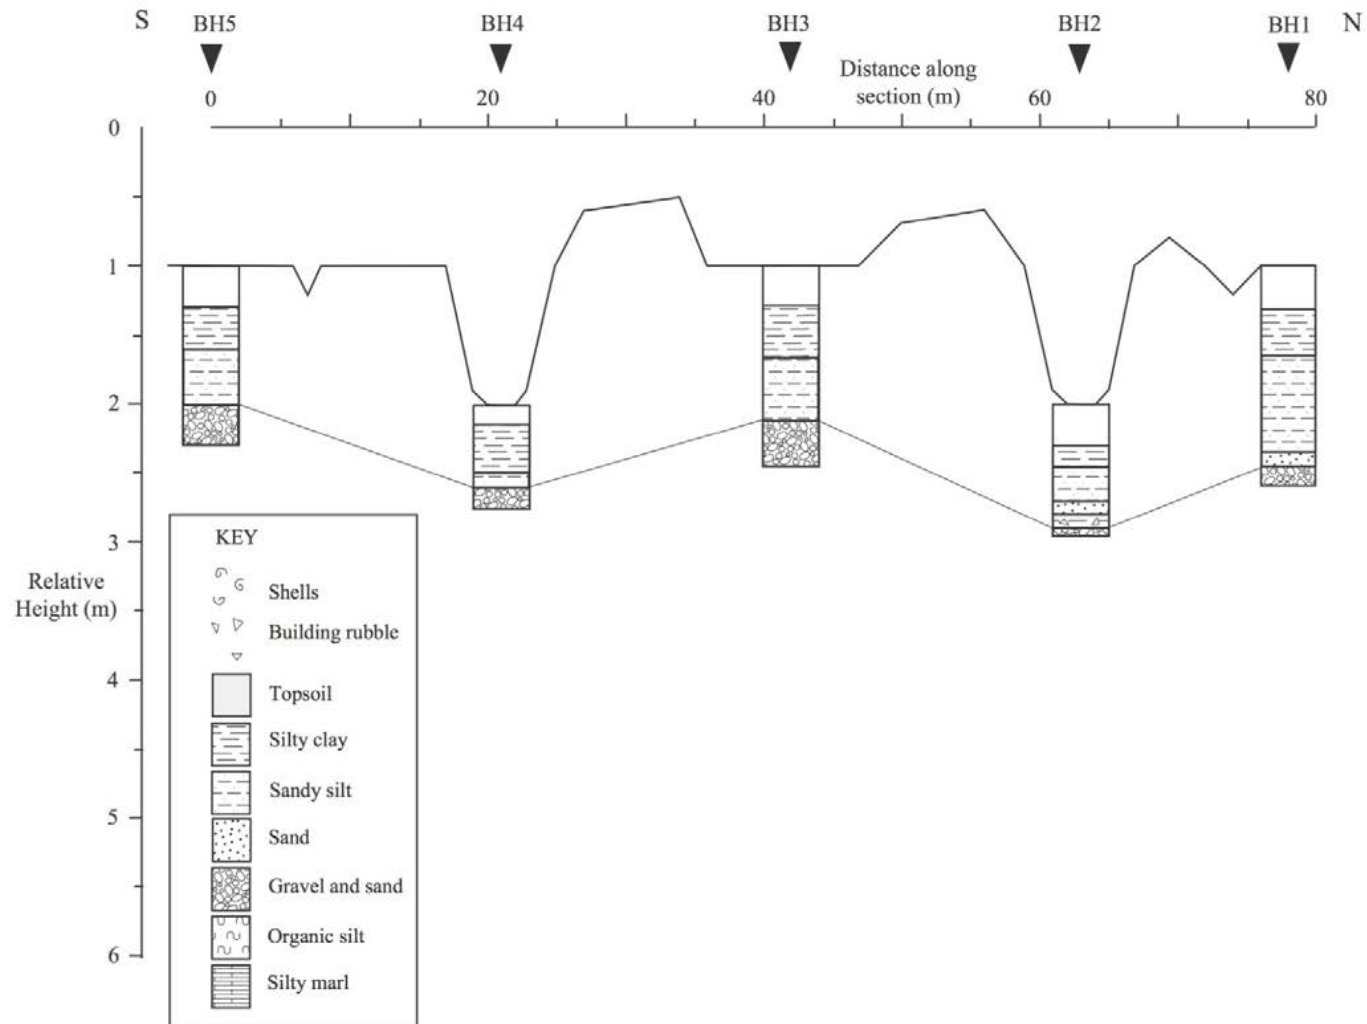 S BH5 BH4 BH3 BH2 BH1 N
Distance along
section (m)
0 20 40 60 80
0
1
2
3
Relative
Height (m)
4
5
6
KEY
Shells
Building rubble
Topsoil
Silty clay
Sandy silt
Sand
Gravel and sand
Organic silt
Silty marl